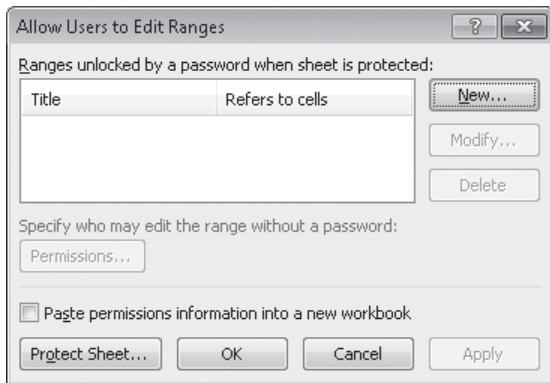 Allow Users to Edit Ranges
Ranges unlocked by a password when sheet is protected:
Title Refers to cells
New...
Modify...
Delete
Specify who may edit the range without a password:
Permissions...
Paste permissions information into a new workbook
Protect Sheet... OK Cancel Apply